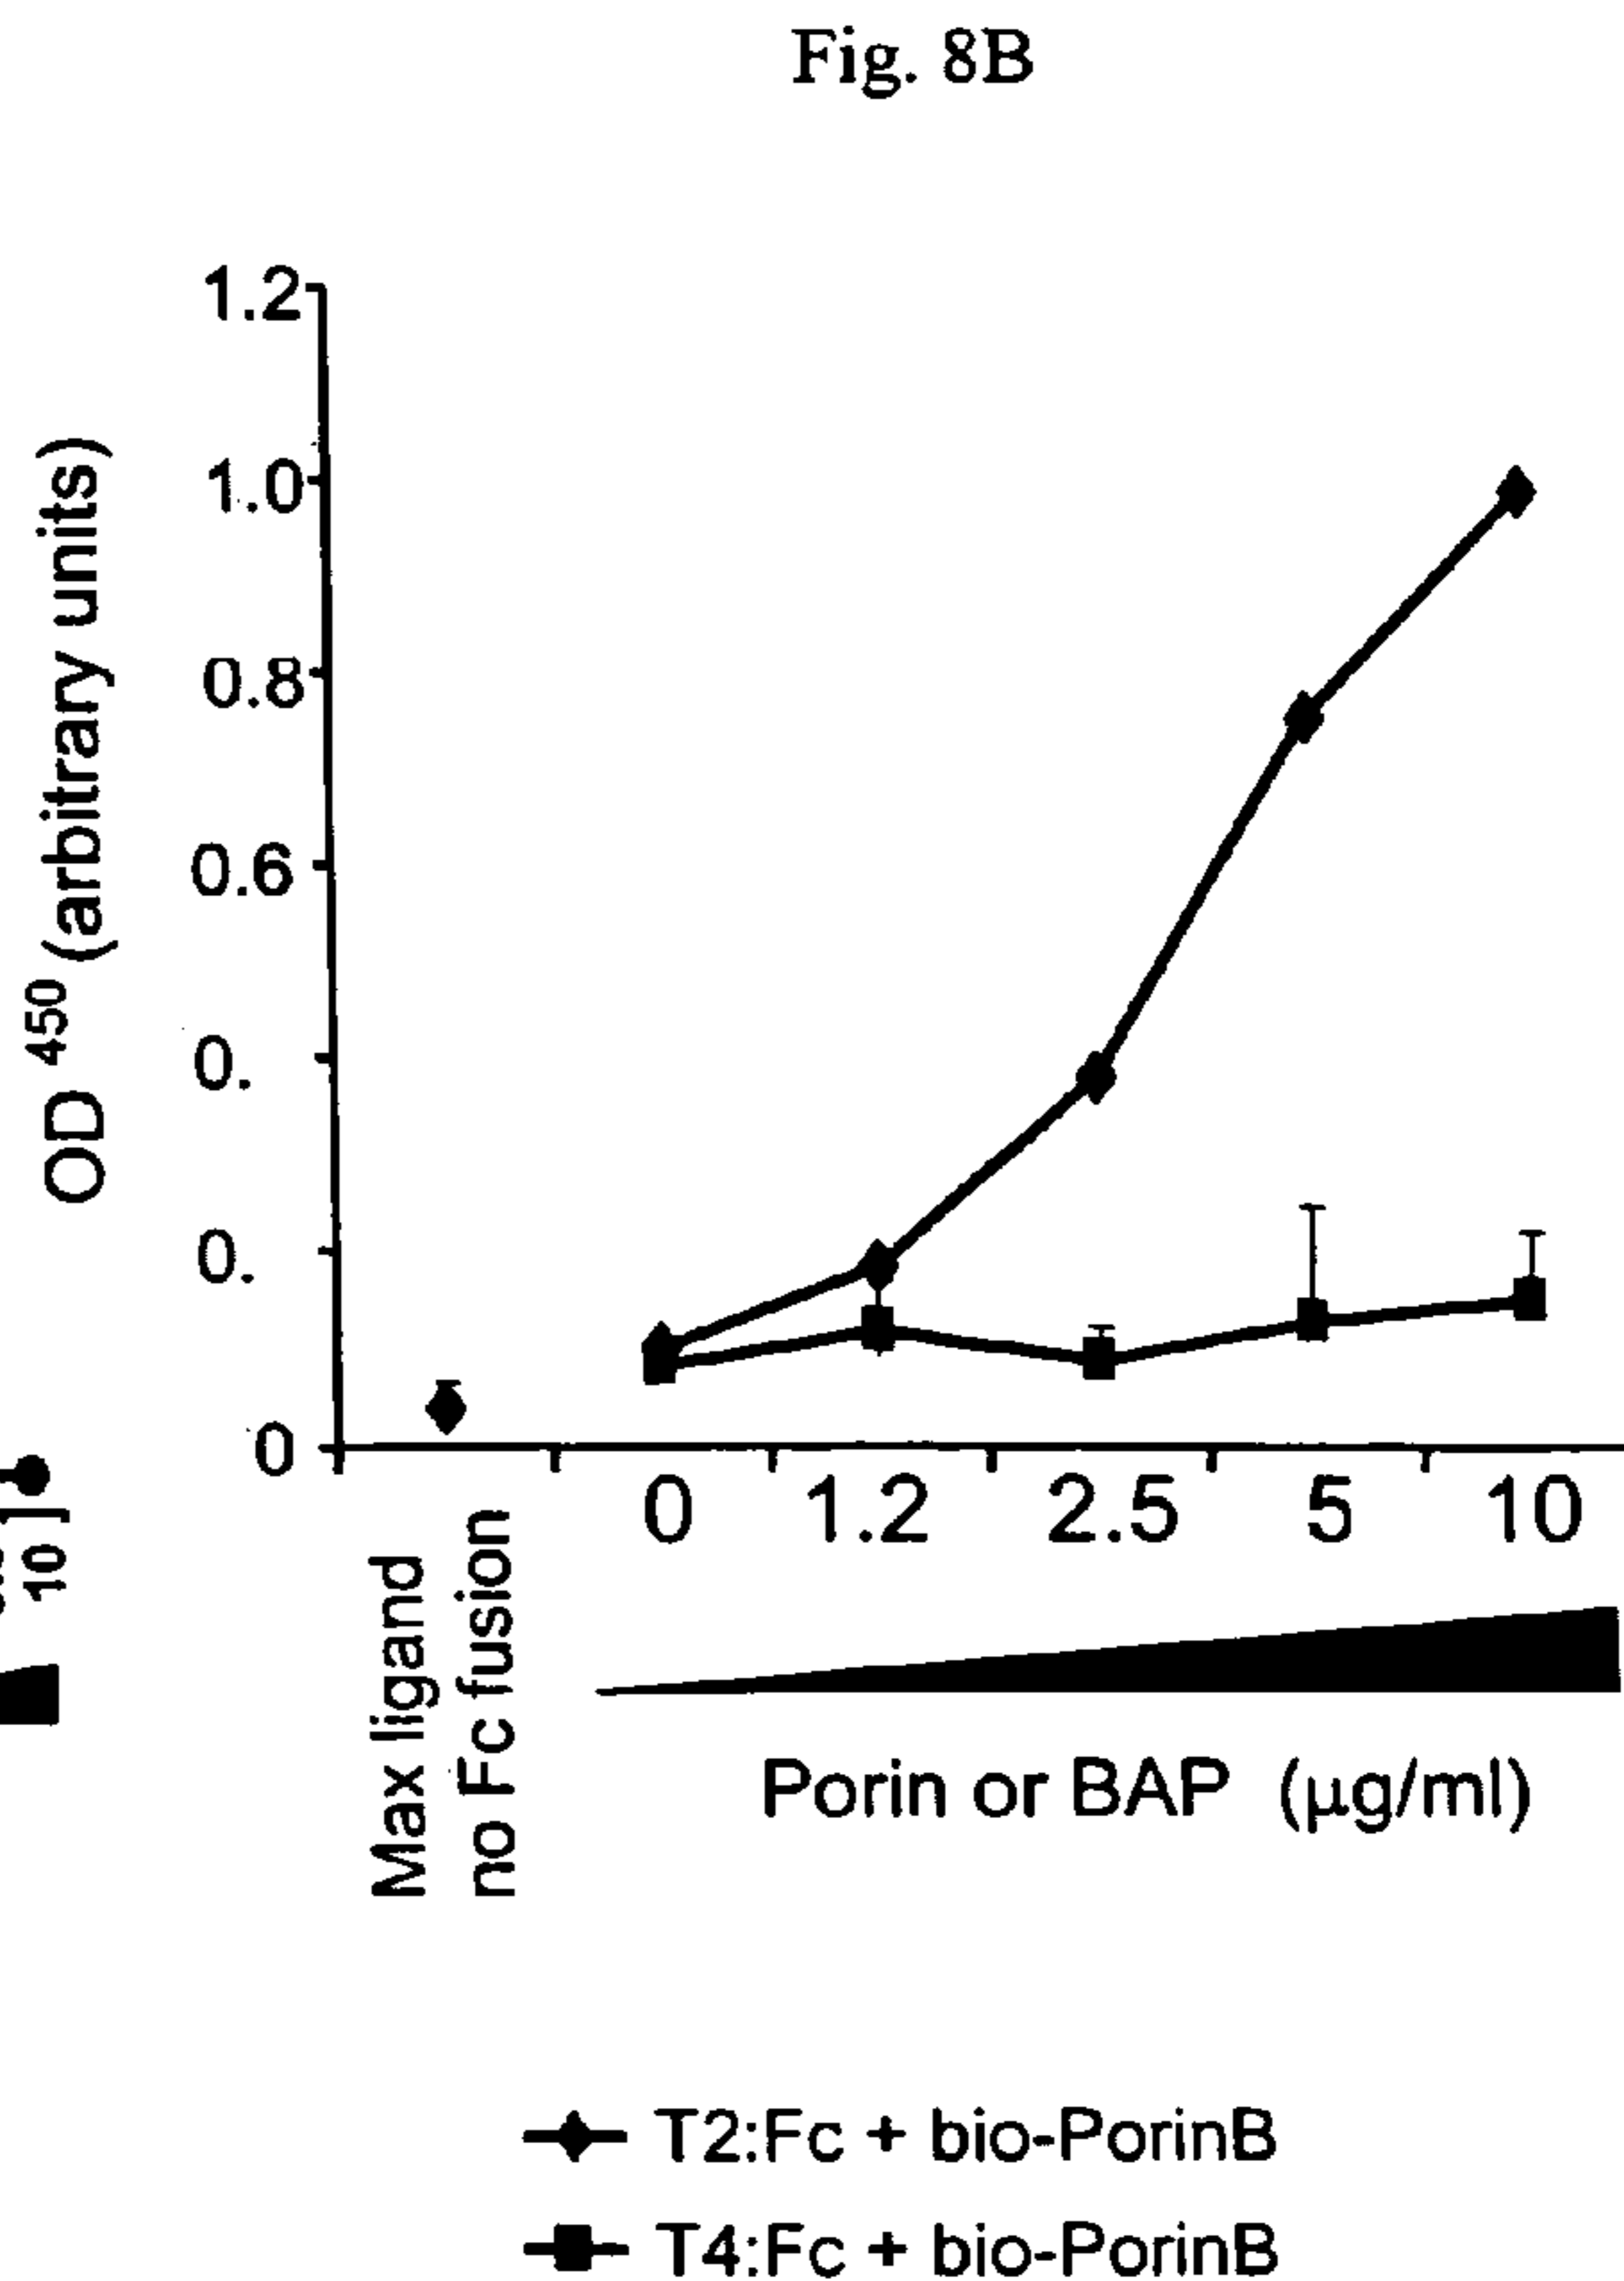 Fig. 8B
1.2
1.0
0.8
0.6
0.
0.
0
OD 450 (arbitrary units)
10]
0 1.2 2.5 5 10
Max ligand
no Fc fusion
Porin or BAP (μg/ml)
T2:Fc + bio-PorinB
T4:Fc + bio-PorinB